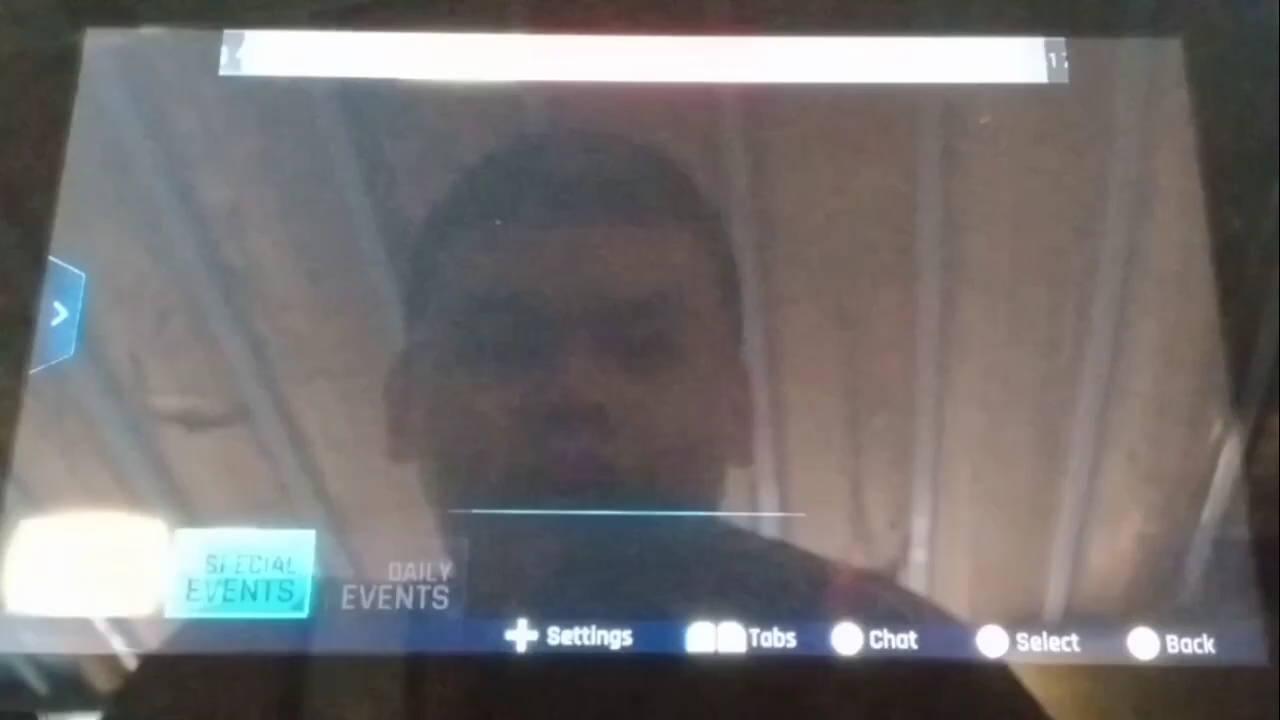 SPECIAL
EVENTS
DAILY
EVENTS
Settings
Tabs
Chat
Select
Back